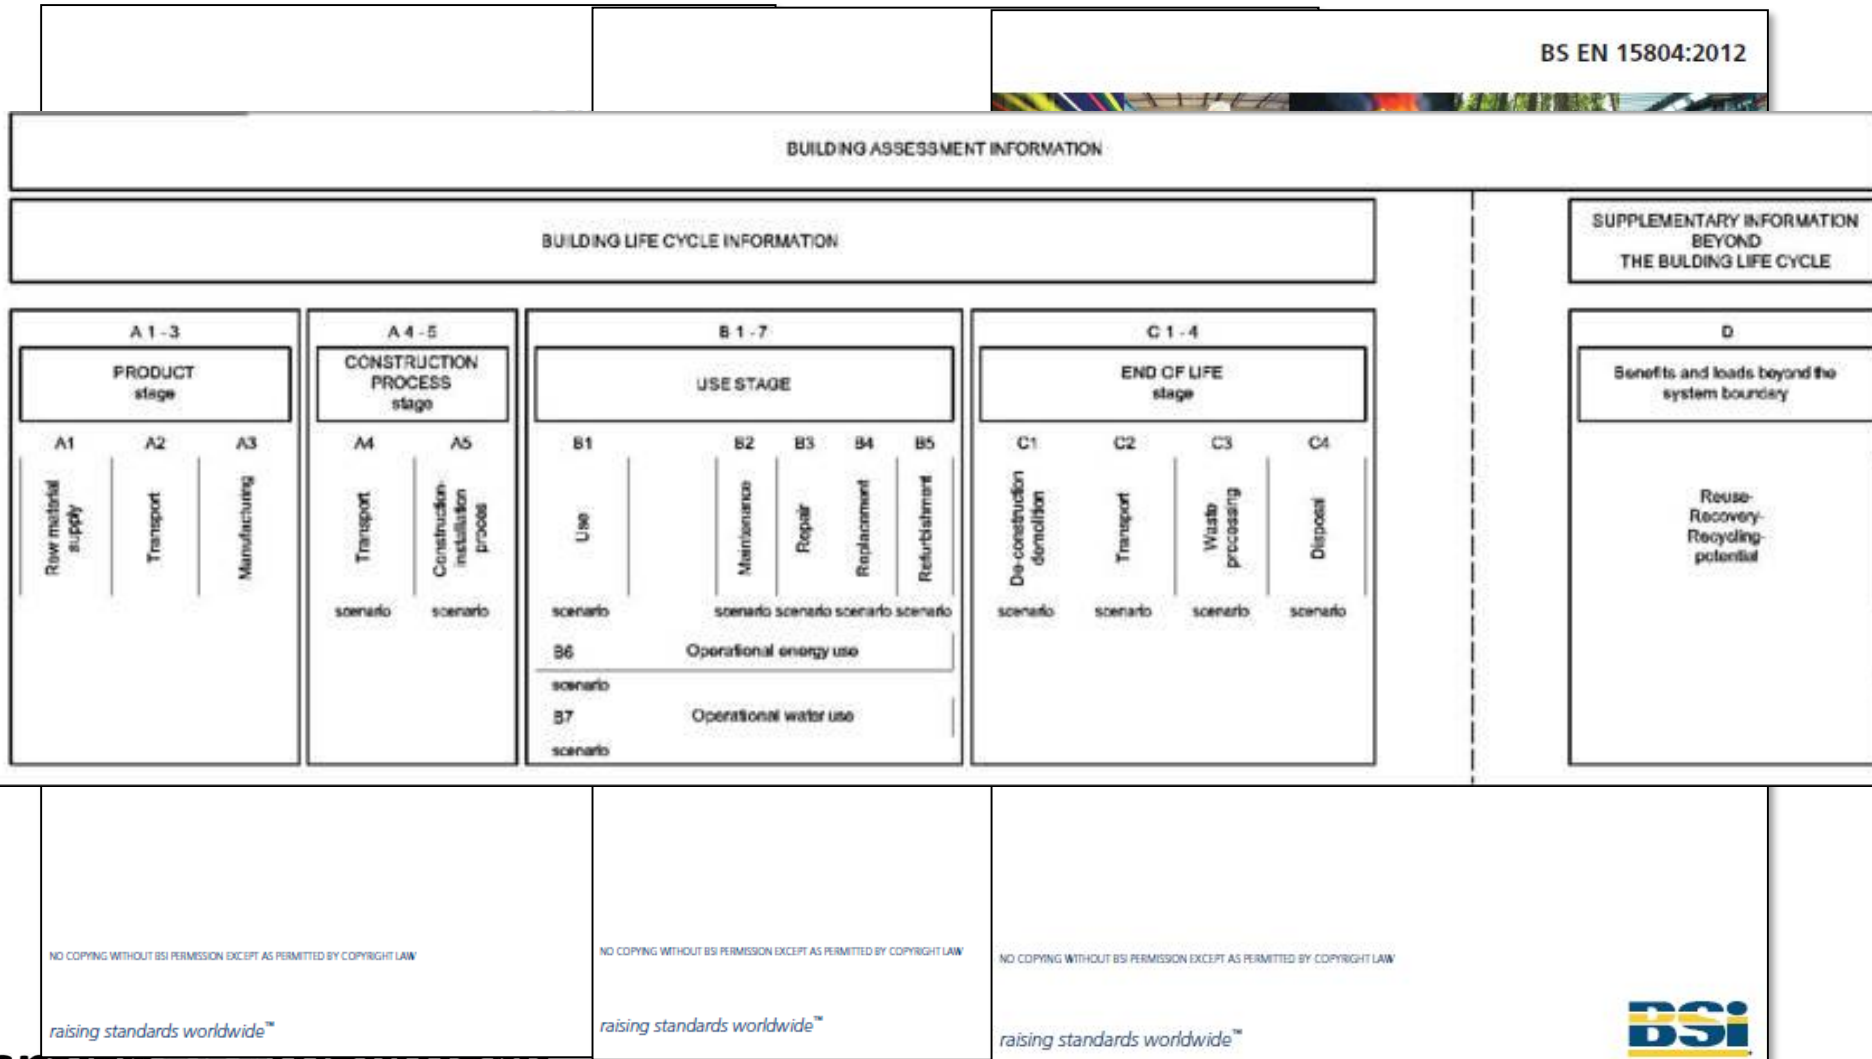 BS EN 15804:2012
BUILDING ASSESSMENT INFORMATION
BUILDING LIFE CYCLE INFORMATION
SUPPLEMENTARY INFORMATION
BEYOND
THE BULDING LIFE CYCLE
A 1 - 3
PRODUCT
stage
A1
A2
A3
Raw material
supply
Transport
Manufacturing
A 4 - 5
CONSTRUCTION
PROCESS
stage
A4
A5
Transport
Construction-
installation
proces
scenario
scenario
B 1 - 7
USE STAGE
B1
B2
B3
B4
B5
Use
Maintenance
Repair
Replacement
Refurbishment
scenario
scenario
scenario
scenario
scenario
B6
Operational energy use
scenario
B7
Operational water use
scenario
C 1 - 4
END OF LIFE
stage
C1
C2
C3
C4
De-construction
demolition
Transport
Waste
processing
Disposal
scenario
scenario
scenario
scenario
D
Benefits and loads beyond the
system boundary
Reuse-
Recovery-
Recycling-
potential
NO COPYING WITHOUT BSI PERMISSION EXCEPT AS PERMITTED BY COPYRIGHT LAW
raising standards worldwide™
NO COPYING WITHOUT BSI PERMISSION EXCEPT AS PERMITTED BY COPYRIGHT LAW
raising standards worldwide™
NO COPYING WITHOUT BSI PERMISSION EXCEPT AS PERMITTED BY COPYRIGHT LAW
raising standards worldwide™
BSi